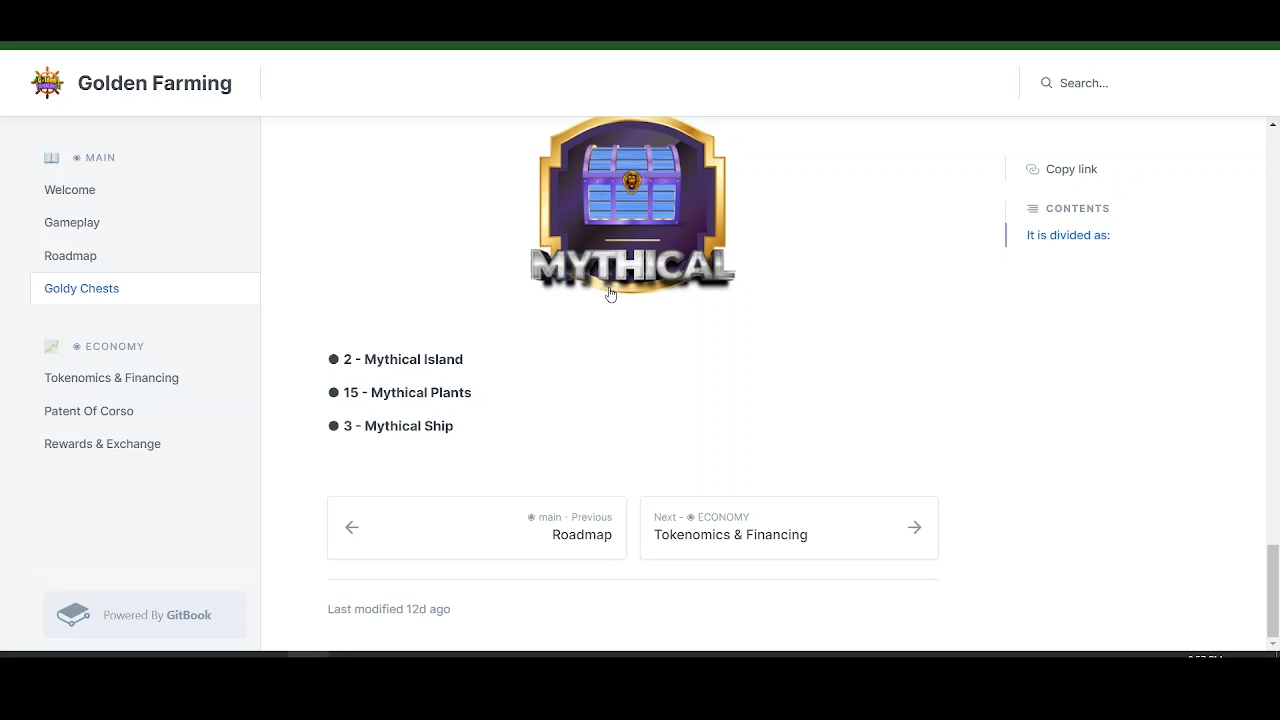 Golden Farming
Search...
MAIN
Welcome
Gameplay
Roadmap
Goldy Chests
ECONOMY
Tokenomics & Financing
Patent Of Corso
Rewards & Exchange
Powered By GitBook
MYTHICAL
● 2 - Mythical Island
● 15 - Mythical Plants
● 3 - Mythical Ship
main - Previous
Roadmap
Next - ◉ ECONOMY
Tokenomics & Financing
Last modified 12d ago
Copy link
CONTENTS
It is divided as: